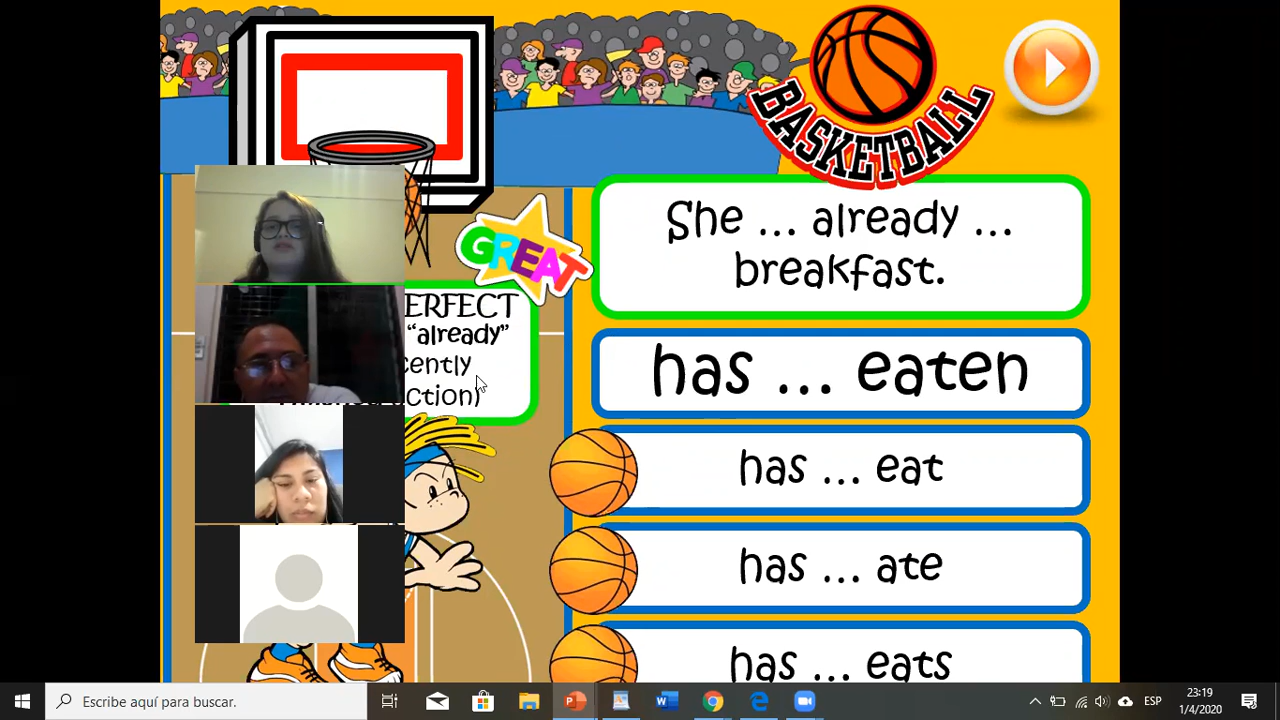 BASKETBALL
She ... already ...
breakfast.
GREAT
ERFECT
"already"
cently
ction)
has ... eaten
has ... eat
has ... ate
has ... eats
Escribe aquí para buscar.
ESP
23:19
1/4/2020